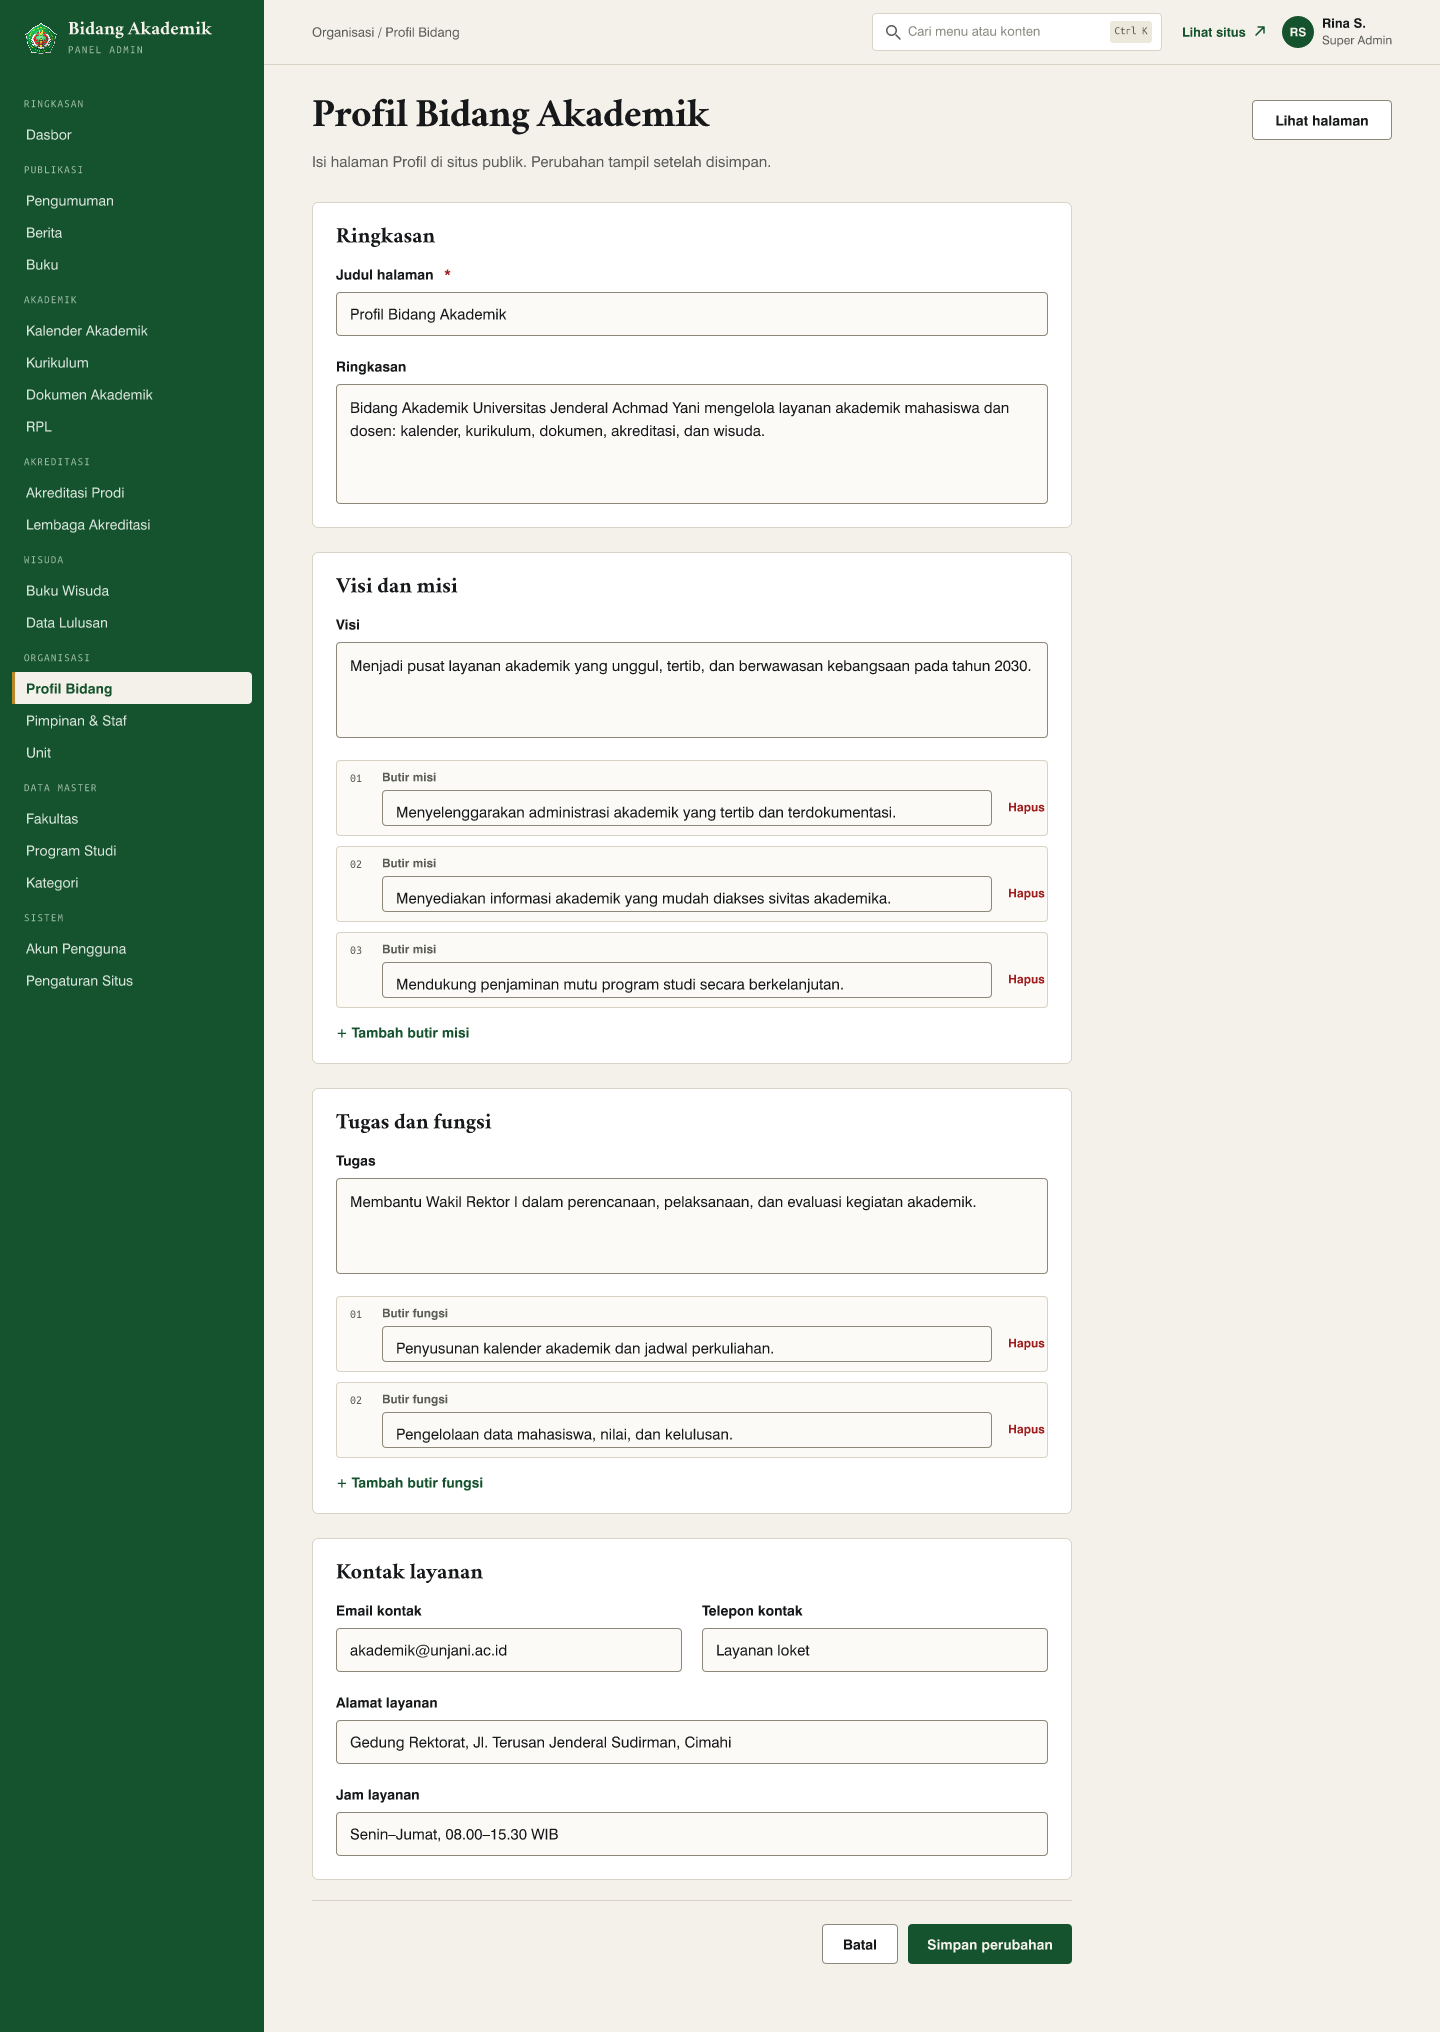 Bidang Akademik
PANEL ADMIN
RINGKASAN
Dasbor
PUBLIKASI
Pengumuman
Berita
Buku
AKADEMIK
Kalender Akademik
Kurikulum
Dokumen Akademik
RPL
AKREDITASI
Akreditasi Prodi
Lembaga Akreditasi
WISUDA
Buku Wisuda
Data Lulusan
ORGANISASI
Profil Bidang
Pimpinan & Staf
Unit
DATA MASTER
Fakultas
Program Studi
Kategori
SISTEM
Akun Pengguna
Pengaturan Situs
Organisasi / Profil Bidang
Cari menu atau konten
Ctrl K
Lihat situs ↗
RS
Rina S.
Super Admin
Profil Bidang Akademik
Lihat halaman
Isi halaman Profil di situs publik. Perubahan tampil setelah disimpan.
Ringkasan
Judul halaman *
Profil Bidang Akademik
Ringkasan
Bidang Akademik Universitas Jenderal Achmad Yani mengelola layanan akademik mahasiswa dan
dosen: kalender, kurikulum, dokumen, akreditasi, dan wisuda.
Visi dan misi
Visi
Menjadi pusat layanan akademik yang unggul, tertib, dan berwawasan kebangsaan pada tahun 2030.
01 Butir misi
Menyelenggarakan administrasi akademik yang tertib dan terdokumentasi.
Hapus
02 Butir misi
Menyediakan informasi akademik yang mudah diakses sivitas akademika.
Hapus
03 Butir misi
Mendukung penjaminan mutu program studi secara berkelanjutan.
Hapus
+ Tambah butir misi
Tugas dan fungsi
Tugas
Membantu Wakil Rektor I dalam perencanaan, pelaksanaan, dan evaluasi kegiatan akademik.
01 Butir fungsi
Penyusunan kalender akademik dan jadwal perkuliahan.
Hapus
02 Butir fungsi
Pengelolaan data mahasiswa, nilai, dan kelulusan.
Hapus
+ Tambah butir fungsi
Kontak layanan
Email kontak
akademik@unjani.ac.id
Telepon kontak
Layanan loket
Alamat layanan
Gedung Rektorat, Jl. Terusan Jenderal Sudirman, Cimahi
Jam layanan
Senin–Jumat, 08.00–15.30 WIB
Batal
Simpan perubahan